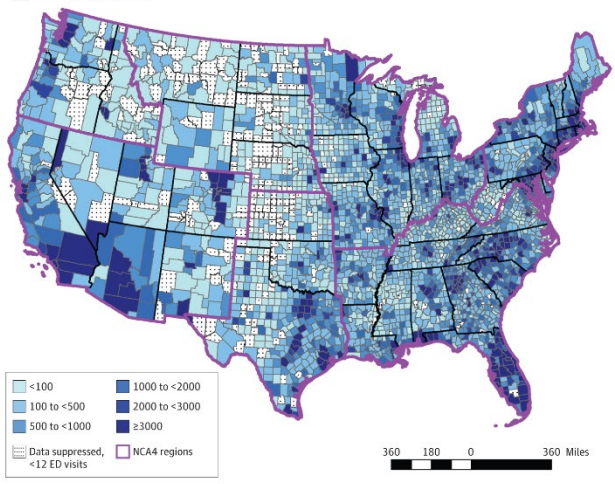 <100
1000 to <2000
100 to <500
2000 to <3000
500 to <1000
≥3000
Data suppressed,
<12 ED visits
NCA4 regions
360 180 0 360 Miles